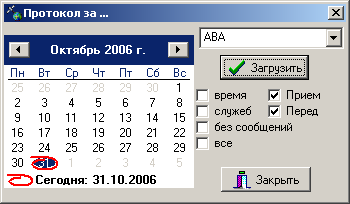 Протокол за ...
Октябрь 2006 г.
Пн Вт Ср Чт Пт Сб Вс
25 26 27 28 29 30 1
2 3 4 5 6 7 8
9 10 11 12 13 14 15
16 17 18 19 20 21 22
23 24 25 26 27 28 29
30 31 1 2 3 4 5
Сегодня: 31.10.2006
АВА
Загрузить
время Прием
служеб Перед
без сообщений
все
Закрыть